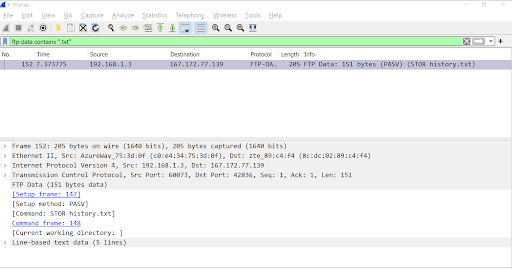 8-10.pcap
File Edit View Go Capture Analyze Statistics Telephony Wireless Tools Help
ftp-data contains ".txt"
No. Time Source Destination Protocol Length Info
152 7.373775 192.168.1.3 167.172.77.139 FTP-DA… 205 FTP Data: 151 bytes (PASV) (STOR history.txt)
Frame 152: 205 bytes on wire (1640 bits), 205 bytes captured (1640 bits)
Ethernet II, Src: AzureWav_75:3d:0f (c0:e4:34:75:3d:0f), Dst: zte_89:c4:f4 (8c:dc:02:89:c4:f4)
Internet Protocol Version 4, Src: 192.168.1.3, Dst: 167.172.77.139
Transmission Control Protocol, Src Port: 60073, Dst Port: 42836, Seq: 1, Ack: 1, Len: 151
FTP Data (151 bytes data)
[Setup frame: 147]
[Setup method: PASV]
[Command: STOR history.txt]
Command frame: 148
[Current working directory: ]
Line-based text data (5 lines)